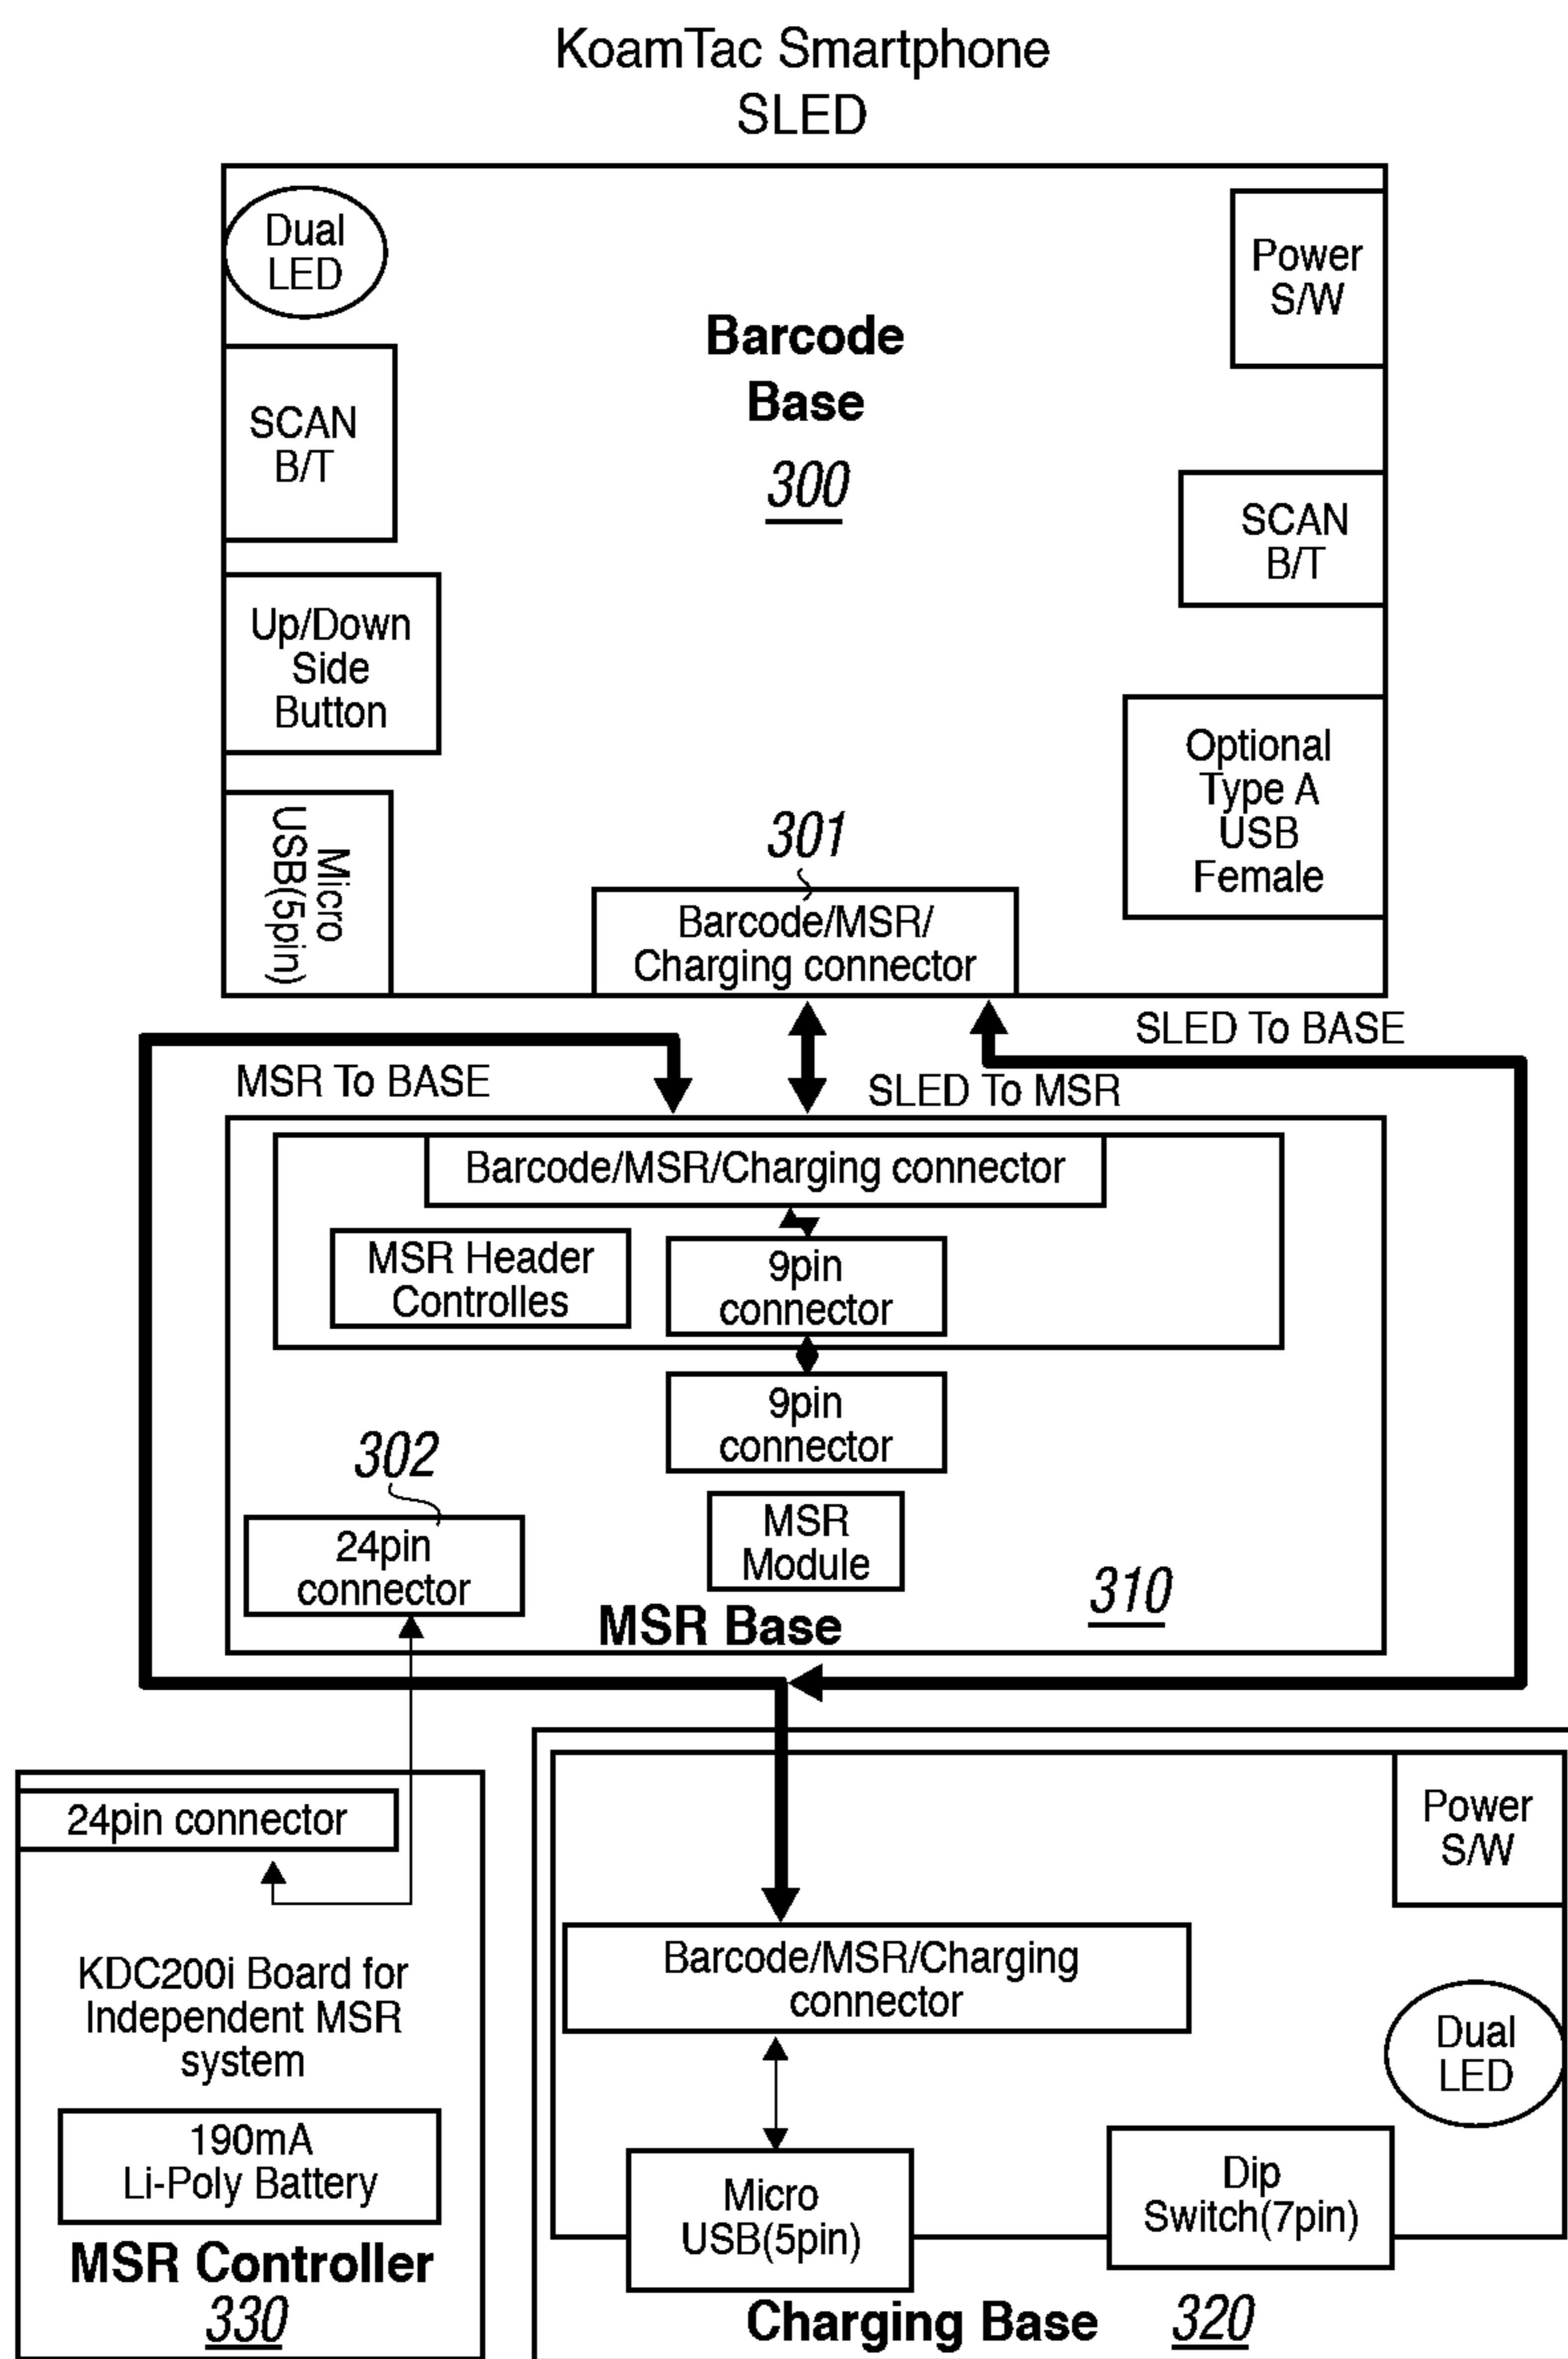 KoamTac Smartphone
SLED
Dual
LED
Power
S/W
Barcode
Base
300
SCAN
B/T
SCAN
B/T
Up/Down
Side
Button
Optional
Type A
USB
Female
Micro
USB(5pin)
301
Barcode/MSR/
Charging connector
SLED To BASE
MSR To BASE
SLED To MSR
Barcode/MSR/Charging connector
MSR Header
Controlles
9pin
connector
9pin
connector
302
24pin
connector
MSR
Module
310
MSR Base
24pin connector
KDC200i Board for
Independent MSR
system
190mA
Li-Poly Battery
MSR Controller
330
Power
S/W
Barcode/MSR/Charging
connector
Dual
LED
Micro
USB(5pin)
Dip
Switch(7pin)
Charging Base
320